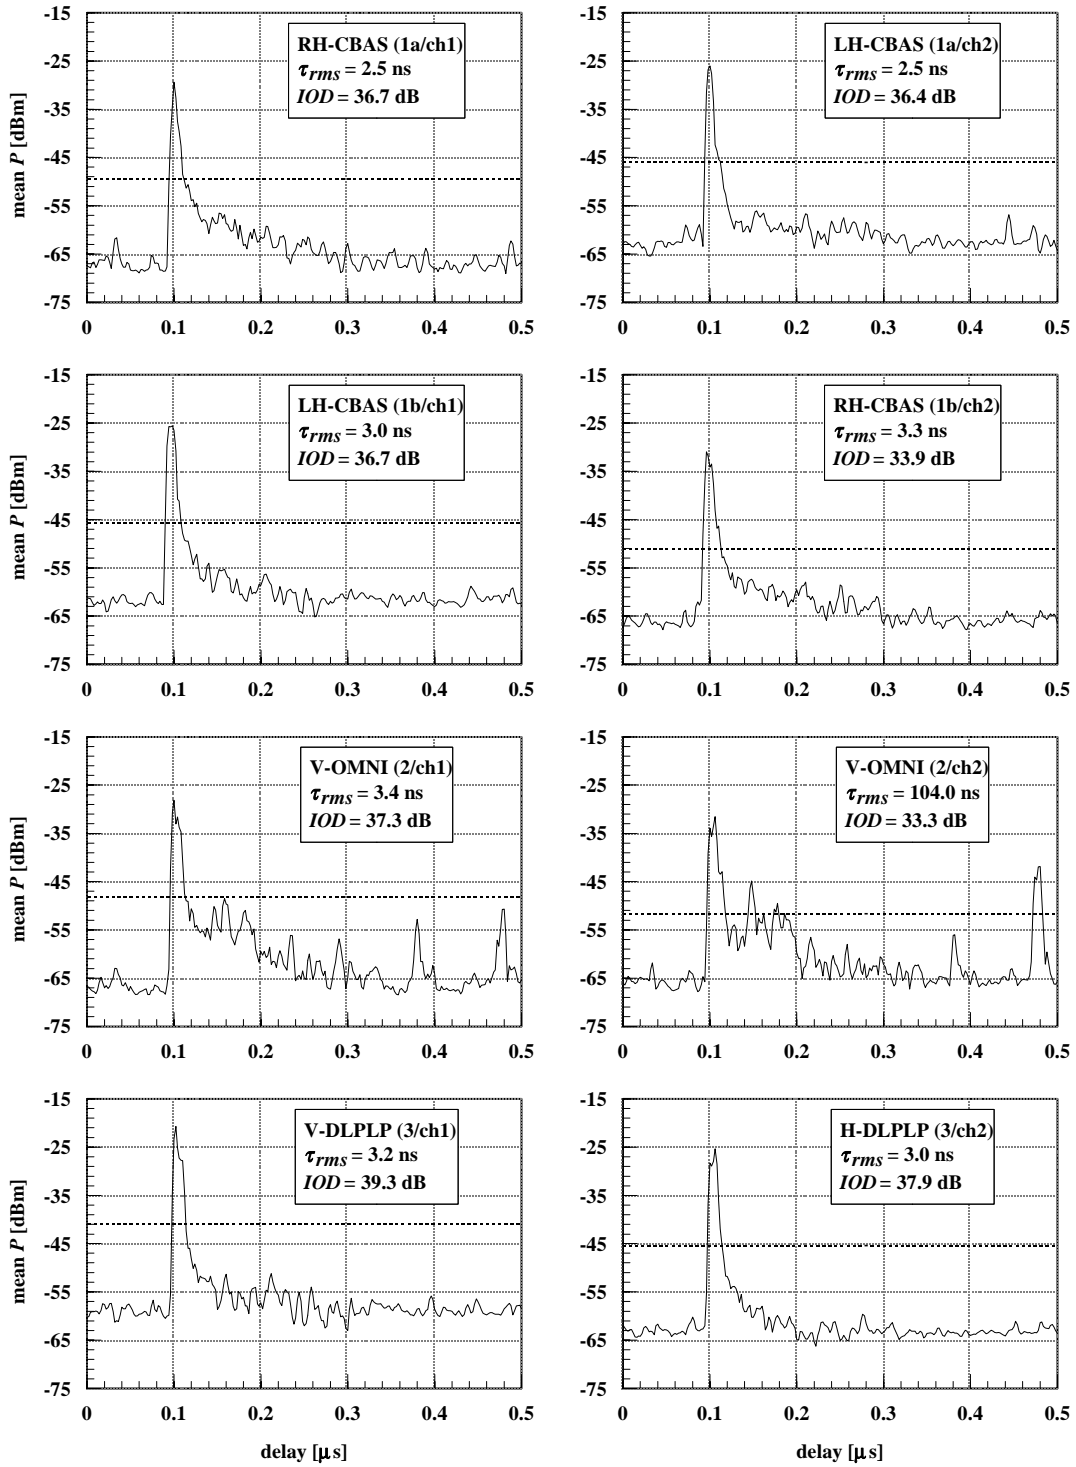 -15
-25
-35
-45
-55
-65
-75
mean P [dBm]
RH-CBAS (1a/ch1)
τrms = 2.5 ns
IOD = 36.7 dB
0 0.1 0.2 0.3 0.4 0.5
-15
-25
-35
-45
-55
-65
-75
LH-CBAS (1a/ch2)
τrms = 2.5 ns
IOD = 36.4 dB
0 0.1 0.2 0.3 0.4 0.5
-15
-25
-35
-45
-55
-65
-75
mean P [dBm]
LH-CBAS (1b/ch1)
τrms = 3.0 ns
IOD = 36.7 dB
0 0.1 0.2 0.3 0.4 0.5
-15
-25
-35
-45
-55
-65
-75
RH-CBAS (1b/ch2)
τrms = 3.3 ns
IOD = 33.9 dB
0 0.1 0.2 0.3 0.4 0.5
-15
-25
-35
-45
-55
-65
-75
mean P [dBm]
V-OMNI (2/ch1)
τrms = 3.4 ns
IOD = 37.3 dB
0 0.1 0.2 0.3 0.4 0.5
-15
-25
-35
-45
-55
-65
-75
V-OMNI (2/ch2)
τrms = 104.0 ns
IOD = 33.3 dB
0 0.1 0.2 0.3 0.4 0.5
-15
-25
-35
-45
-55
-65
-75
mean P [dBm]
V-DLPLP (3/ch1)
τrms = 3.2 ns
IOD = 39.3 dB
0 0.1 0.2 0.3 0.4 0.5
delay [μs]
-15
-25
-35
-45
-55
-65
-75
H-DLPLP (3/ch2)
τrms = 3.0 ns
IOD = 37.9 dB
0 0.1 0.2 0.3 0.4 0.5
delay [μs]